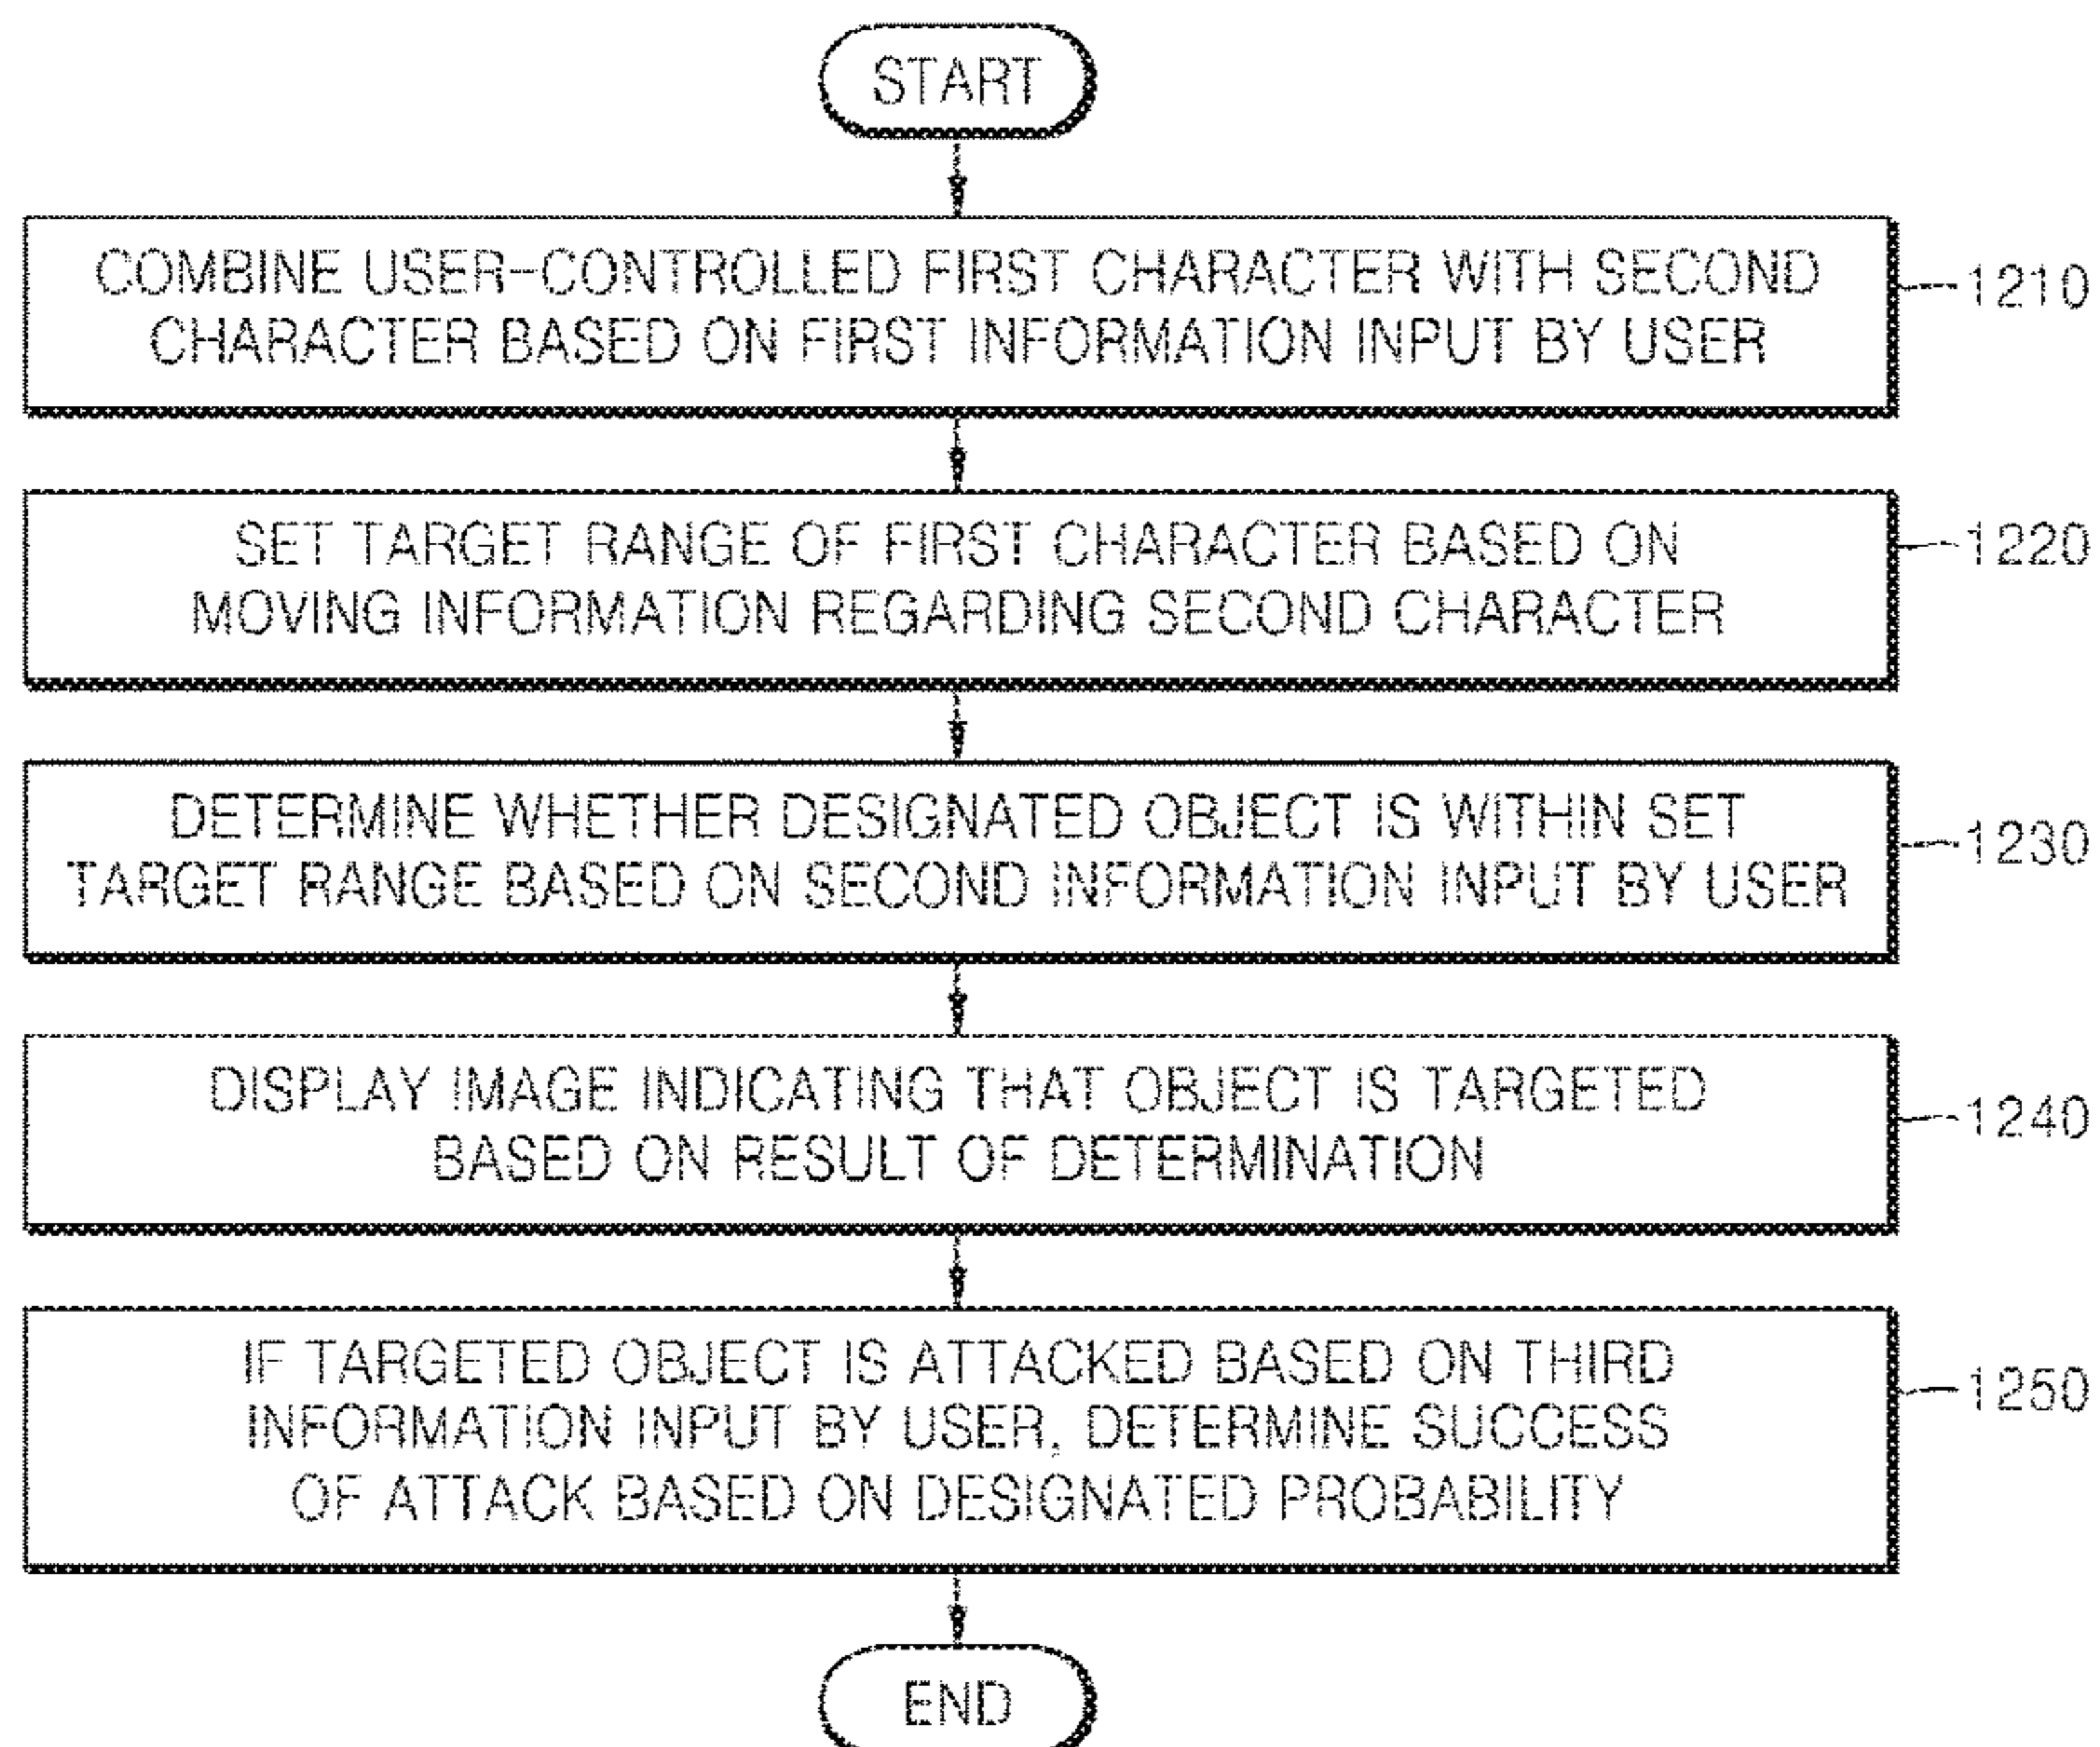 START
COMBINE USER-CONTROLLED FIRST CHARACTER WITH SECOND
CHARACTER BASED ON FIRST INFORMATION INPUT BY USER
1210
SET TARGET RANGE OF FIRST CHARACTER BASED ON
MOVING INFORMATION REGARDING SECOND CHARACTER
1220
DETERMINE WHETHER DESIGNATED OBJECT IS WITHIN SET
TARGET RANGE BASED ON SECOND INFORMATION INPUT BY USER
1230
DISPLAY IMAGE INDICATING THAT OBJECT IS TARGETED
BASED ON RESULT OF DETERMINATION
1240
IF TARGETED OBJECT IS ATTACKED BASED ON THIRD
INFORMATION INPUT BY USER, DETERMINE SUCCESS
OF ATTACK BASED ON DESIGNATED PROBABILITY
1250
END